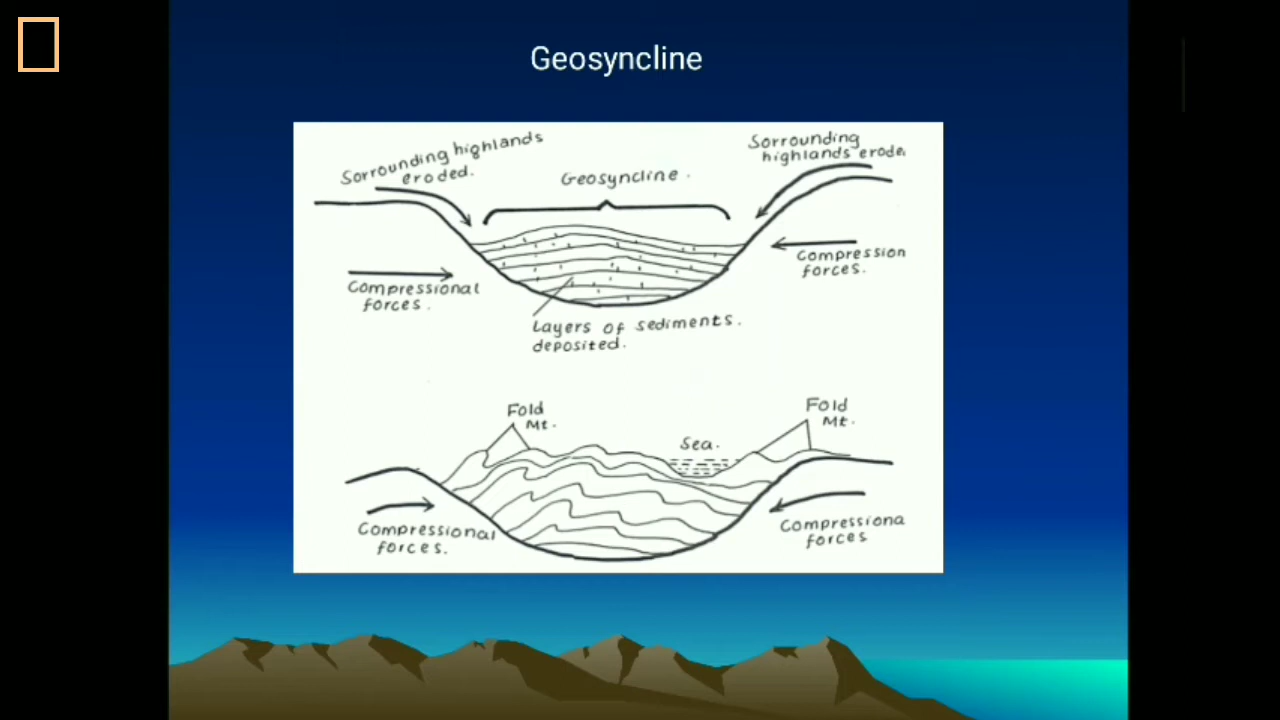 Geosyncline
Sorrounding highlands
eroded.
Sorrounding
highlands erode
Geosyncline.
Compressional
forces.
Compression
forces.
Layers of sediments.
deposited.
Fold
Mt.
Sea.
Fold
Mt.
Compressional
forces.
Compressiona
forces